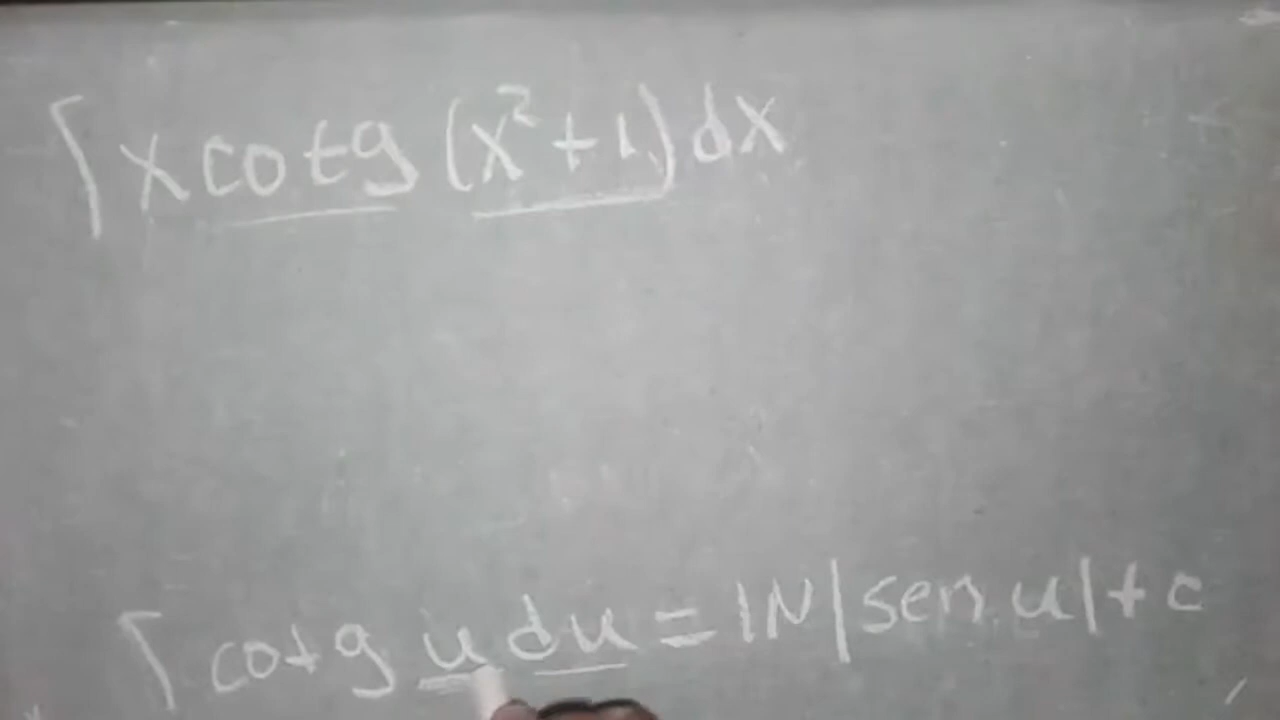 ∫ x cotg (x² + 1) dx
∫ cotg u du = lN |sen u| + c